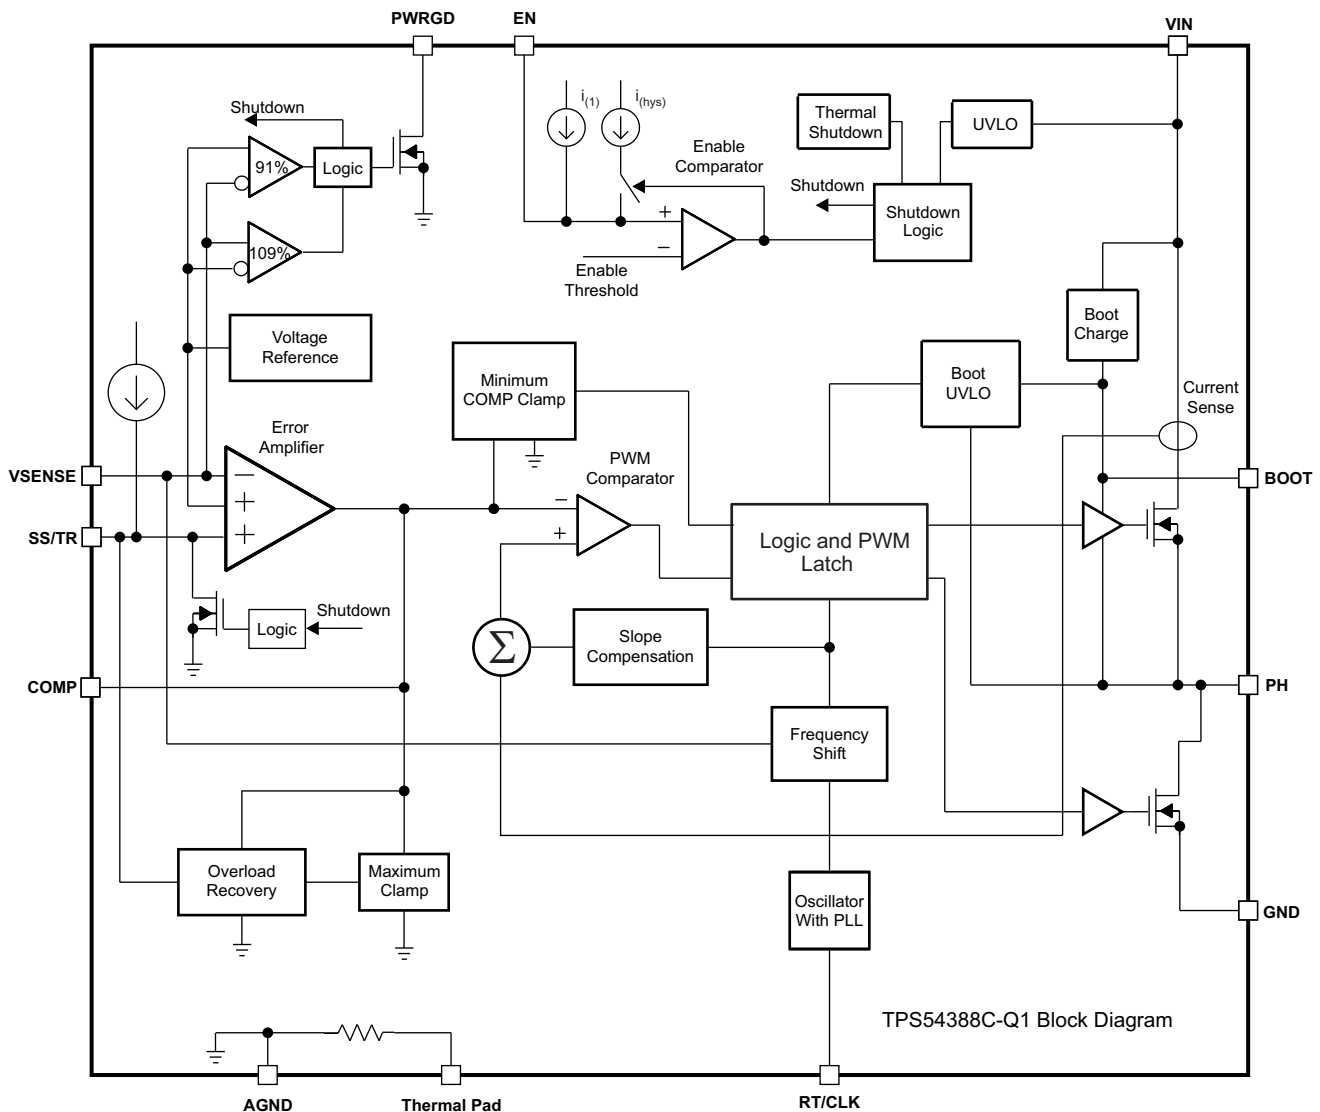 PWRGD
EN
VIN
Shutdown
i(1)
i(hys)
Thermal
Shutdown
UVLO
91%
Logic
Enable
Comparator
Shutdown
+
Shutdown
Logic
109%
−
Enable
Threshold
Boot
Charge
Voltage
Reference
Minimum
COMP Clamp
Boot
UVLO
Current
Sense
Error
Amplifier
PWM
Comparator
VSENSE
−
+
+
−
+
BOOT
SS/TR
Logic and PWM
Latch
Logic
Shutdown
Σ
Slope
Compensation
COMP
PH
Frequency
Shift
Overload
Recovery
Maximum
Clamp
Oscillator
With PLL
GND
TPS54388C-Q1 Block Diagram
AGND
Thermal Pad
RT/CLK